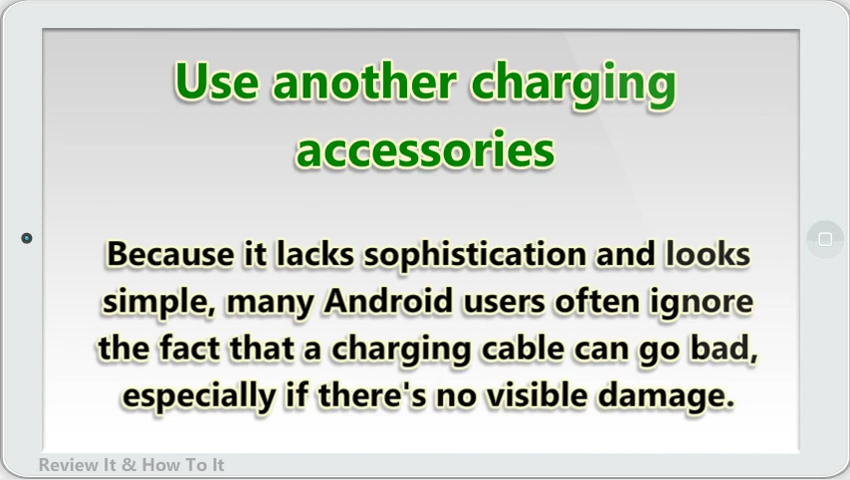 Use another charging
accessories
Because it lacks sophistication and looks
simple, many Android users often ignore
the fact that a charging cable can go bad,
especially if there's no visible damage.
Review It & How To It